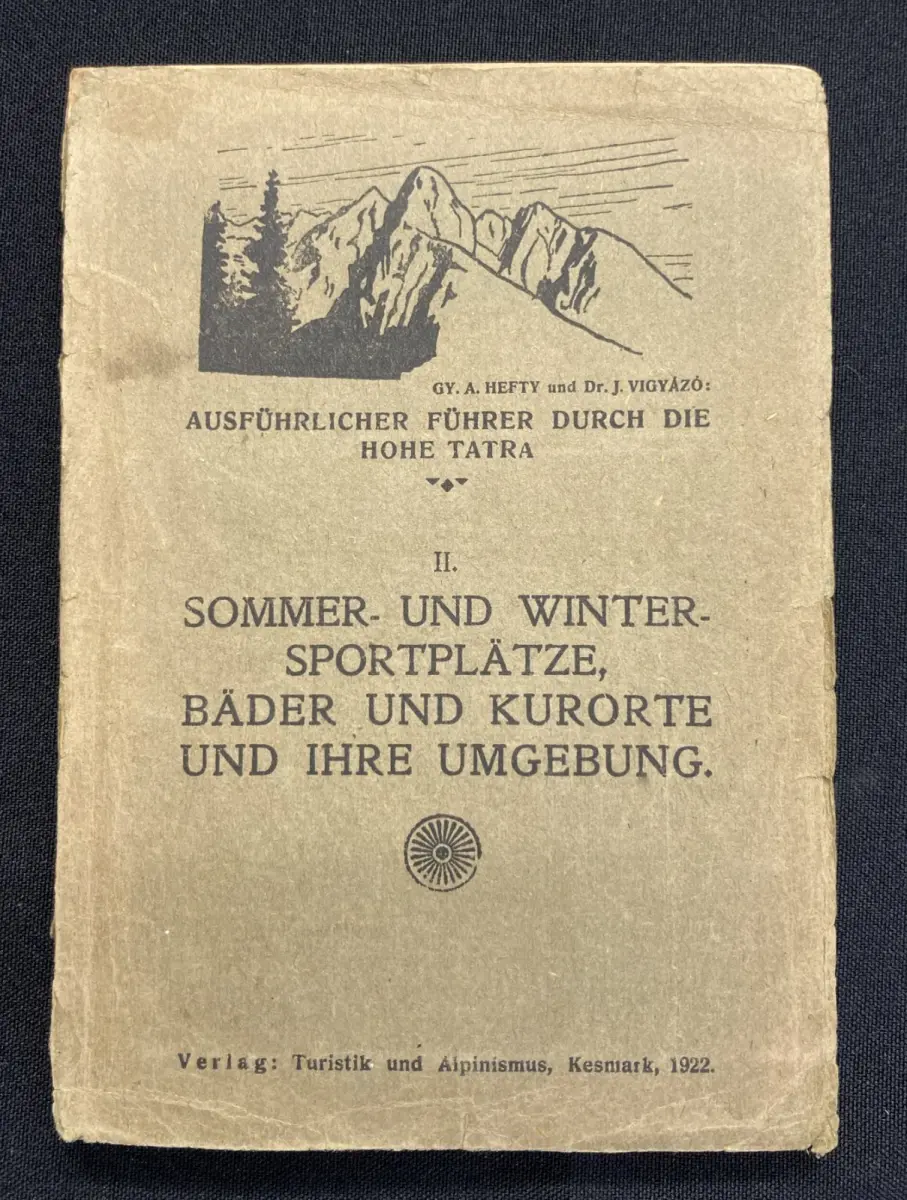 GY. A. HEFTY und Dr. J. VIGYÁZÓ:
AUSFÜHRLICHER FÜHRER DURCH DIE
HOHE TATRA
II.
SOMMER- UND WINTER-
SPORTPLÄTZE,
BÄDER UND KURORTE
UND IHRE UMGEBUNG.
Verlag: Turistik und Alpinismus, Kesmark, 1922.